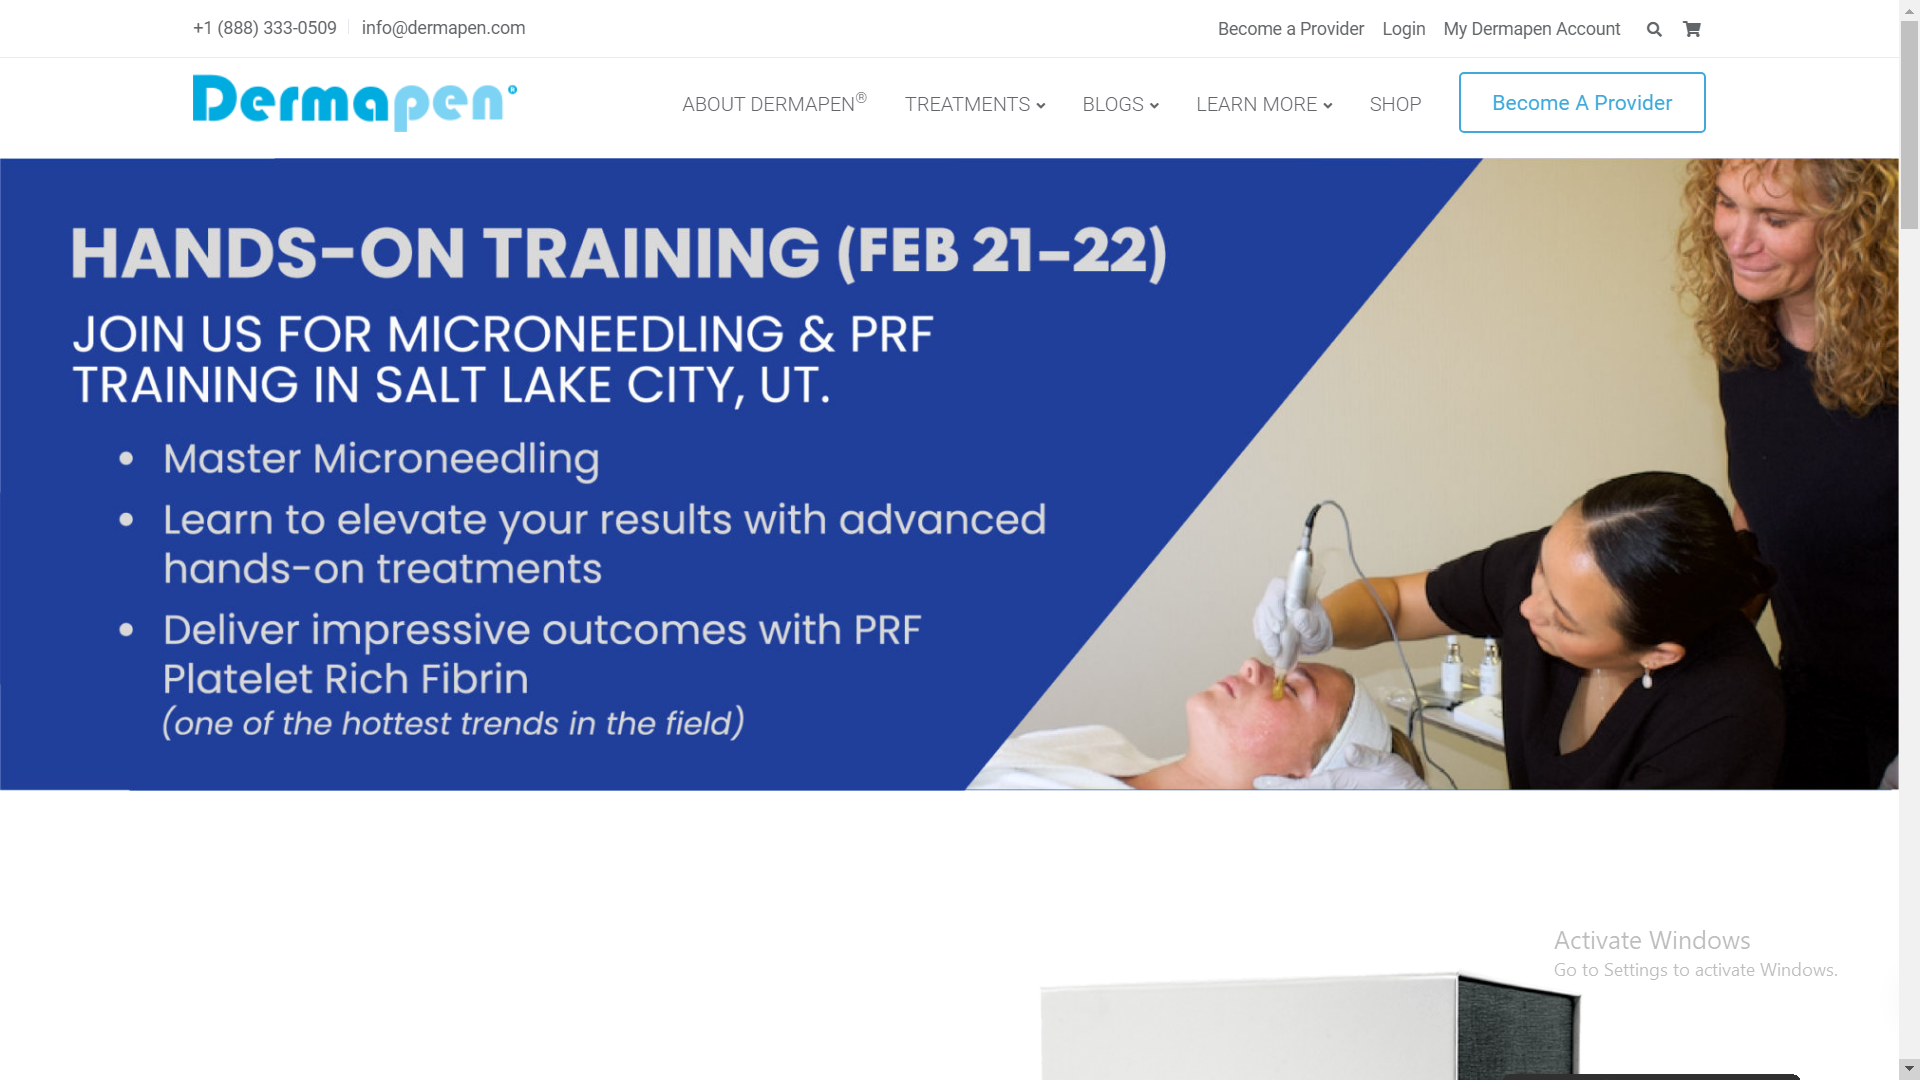 +1 (888) 333-0509 info@dermapen.com
Become a Provider Login My Dermapen Account
Dermapen®
ABOUT DERMAPEN® TREATMENTS BLOGS LEARN MORE SHOP Become A Provider
HANDS-ON TRAINING (FEB 21–22)
JOIN US FOR MICRONEEDLING & PRF
TRAINING IN SALT LAKE CITY, UT.
• Master Microneedling
• Learn to elevate your results with advanced
hands-on treatments
• Deliver impressive outcomes with PRF
Platelet Rich Fibrin
(one of the hottest trends in the field)
Activate Windows
Go to Settings to activate Windows.